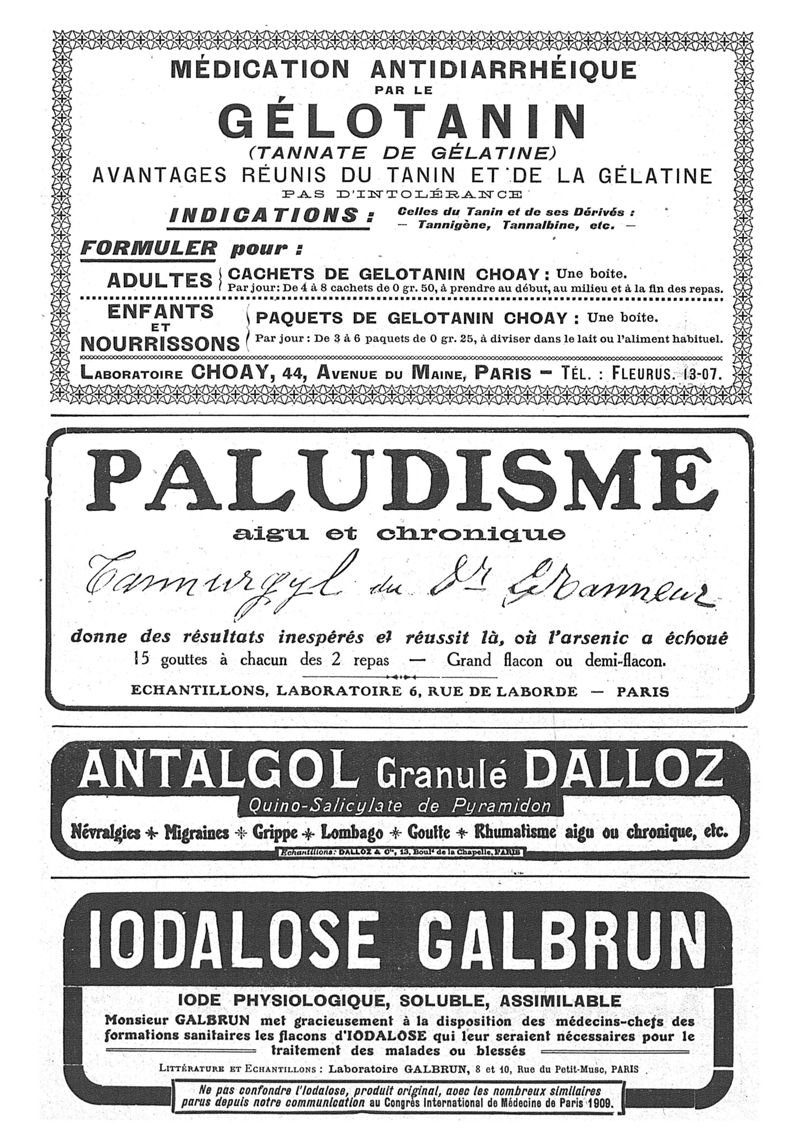 MÉDICATION ANTIDIARRHÉIQUE
PAR LE
GÉLOTANIN
(TANNATE DE GÉLATINE)
AVANTAGES RÉUNIS DU TANIN ET DE LA GÉLATINE
PAS D'INTOLÉRANCE
INDICATIONS : Celles du Tanin et de ses Dérivés :
— Tannigène, Tannalbine, etc. —
FORMULER pour :
ADULTES CACHETS DE GELOTANIN CHOAY : Une boîte.
Par jour: De 4 à 8 cachets de 0 gr. 50, à prendre au début, au milieu et à la fin des repas.
ENFANTS
ET
NOURRISSONS
PAQUETS DE GELOTANIN CHOAY : Une boîte.
Par jour : De 3 à 6 paquets de 0 gr. 25, à diviser dans le lait ou l'aliment habituel.
LABORATOIRE CHOAY, 44, AVENUE DU MAINE, PARIS — TÉL. : FLEURUS. 13-07.
PALUDISME
aigu et chronique
Tannurgyl du Dr Le Tanneur
donne des résultats inespérés et réussit là, où l'arsenic a échoué
15 gouttes à chacun des 2 repas — Grand flacon ou demi-flacon.
ECHANTILLONS, LABORATOIRE 6, RUE DE LABORDE — PARIS
ANTALGOL Granulé DALLOZ
Quino-Salicylate de Pyramidon
Névralgies + Migraines + Grippe + Lombago + Goutte + Rhumatisme aigu ou chronique, etc.
Echantillons: DALLOZ & Cie, 13, Bould de la Chapelle, PARIS
IODALOSE GALBRUN
IODE PHYSIOLOGIQUE, SOLUBLE, ASSIMILABLE
Monsieur GALBRUN met gracieusement à la disposition des médecins-chefs des
formations sanitaires les flacons d'IODALOSE qui leur seraient nécessaires pour le
traitement des malades ou blessés
LITTÉRATURE ET ECHANTILLONS : Laboratoire GALBRUN, 8 et 10, Rue du Petit-Musc, PARIS
Ne pas confondre l'Iodalose, produit original, avec les nombreux similaires
parus depuis notre communication au Congrès International de Médecine de Paris 1909.